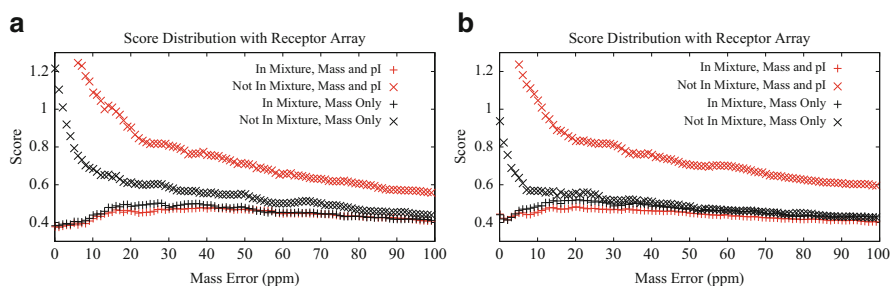 a
Score Distribution with Receptor Array
In Mixture, Mass and pI
Not In Mixture, Mass and pI
In Mixture, Mass Only
Not In Mixture, Mass Only
1.2
1
0.8
0.6
0.4
Score
0 10 20 30 40 50 60 70 80 90 100
Mass Error (ppm)
b
Score Distribution with Receptor Array
In Mixture, Mass and pI
Not In Mixture, Mass and pI
In Mixture, Mass Only
Not In Mixture, Mass Only
1.2
1
0.8
0.6
0.4
Score
0 10 20 30 40 50 60 70 80 90 100
Mass Error (ppm)